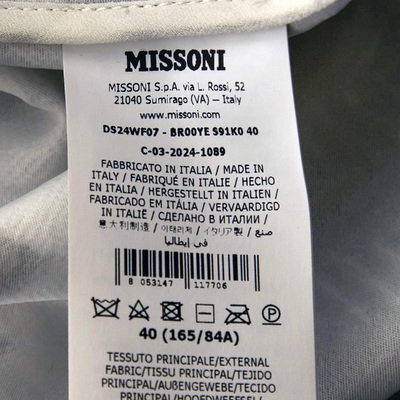 MISSONI
MISSONI S.p.A. via L. Rossi, 52
21040 Sumirago (VA) — Italy
www.missoni.com
DS24WF07 - BR00YE S91K0 40
C-03-2024-1089
FABBRICATO IN ITALIA / MADE IN
ITALY / FABRIQUÉ EN ITALIE / HECHO
EN ITALIA / HERGESTELLT IN ITALIEN /
FABRICADO EM ITÁLIA / VERVAARDIGD
IN ITALIË / СДЕЛАНО В ИТАЛИИ /
意大利制造 / 이태리제 / イタリア製 / صنع
في إيطاليا
8 053147 117706
P
40 (165/84A)
TESSUTO PRINCIPALE/EXTERNAL
FABRIC/TISSU PRINCIPAL/TEJIDO
PRINCIPAL/AUßENGEWEBE/TECIDO
PRINCIPAL/HOOFDWEEFSEL/